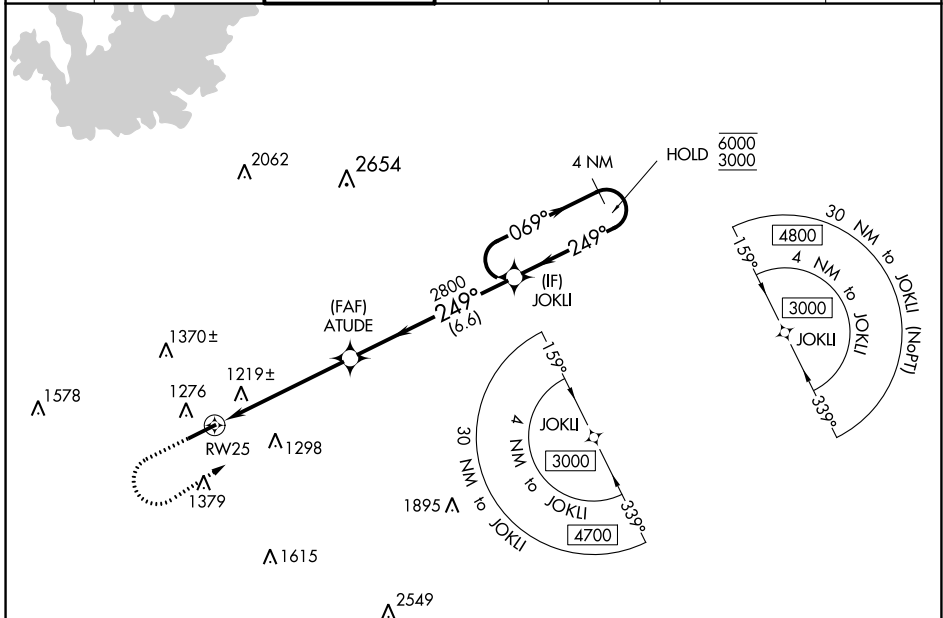 2062
2654
4 NM
HOLD 6000
3000
069°
249°
(IF)
JOKLI
2800
249°
(6.6)
(FAF)
ATUDE
30 NM to JOKLI (NoPT)
4800
159°
4 NM to JOKLI
3000
JOKLI
339°
1370±
1219±
1578
1276
RW25
1298
1379
159°
JOKLI
3000
4 NM to JOKLI
339°
30 NM to JOKLI
4700
1895
1615
2549